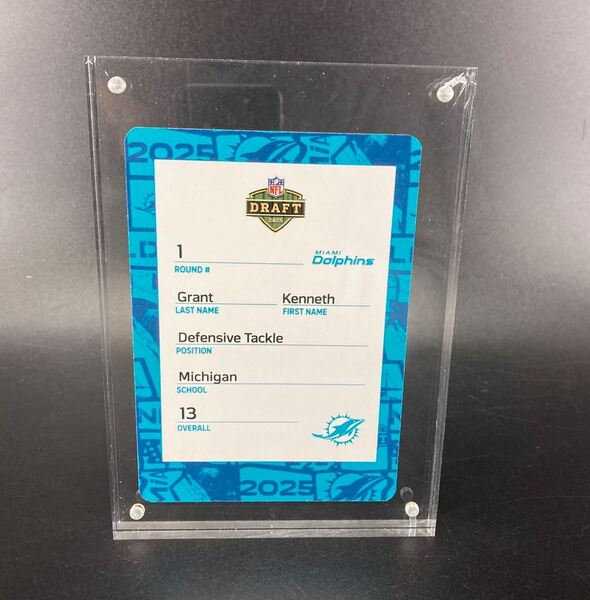 2025
NFL
DRAFT
2025
1
ROUND #
MIAMI
Dolphins
Grant Kenneth
LAST NAME FIRST NAME
Defensive Tackle
POSITION
Michigan
SCHOOL
13
OVERALL
2025